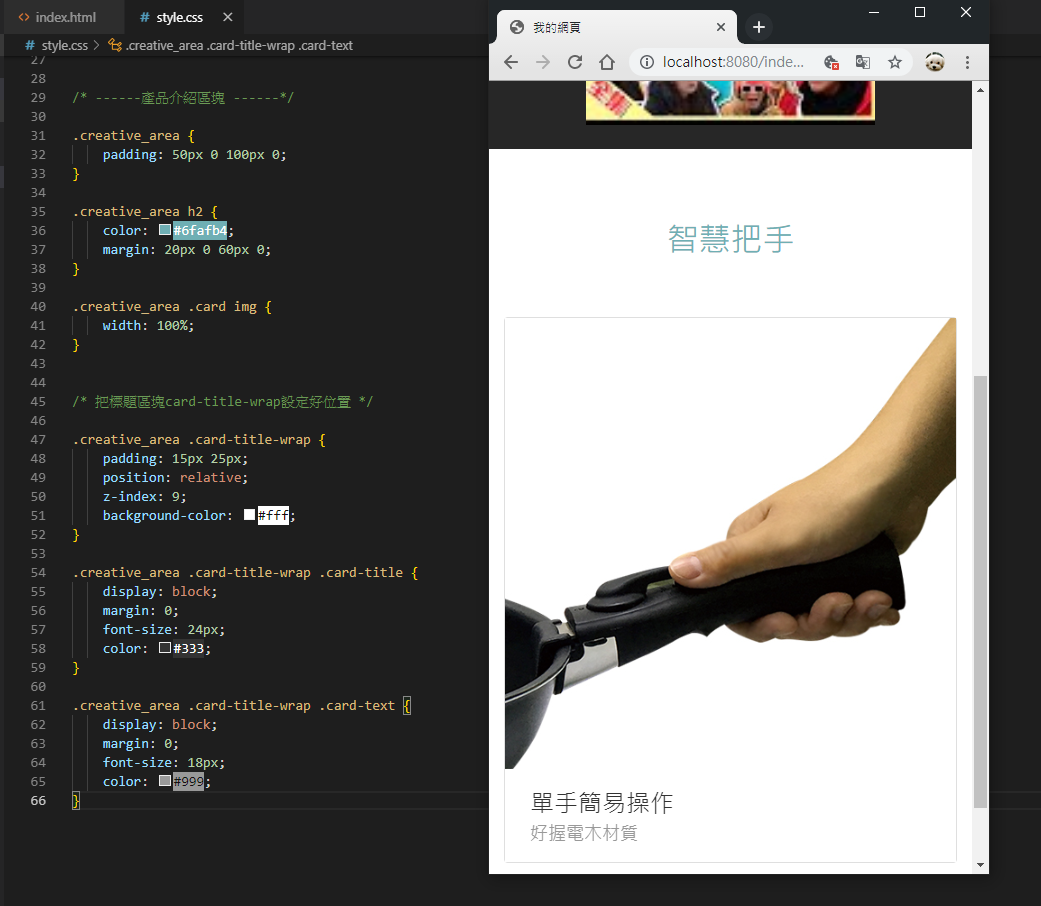 index.html
# style.css
# style.css > .creative_area .card-title-wrap .card-text
27
28
29 /* ------產品介紹區塊 ------*/
30
31 .creative_area {
32 padding: 50px 0 100px 0;
33 }
34
35 .creative_area h2 {
36 color: #6fafb4;
37 margin: 20px 0 60px 0;
38 }
39
40 .creative_area .card img {
41 width: 100%;
42 }
43
44
45 /* 把標題區塊card-title-wrap設定好位置 */
46
47 .creative_area .card-title-wrap {
48 padding: 15px 25px;
49 position: relative;
50 z-index: 9;
51 background-color: #fff;
52 }
53
54 .creative_area .card-title-wrap .card-title {
55 display: block;
56 margin: 0;
57 font-size: 24px;
58 color: #333;
59 }
60
61 .creative_area .card-title-wrap .card-text {
62 display: block;
63 margin: 0;
64 font-size: 18px;
65 color: #999;
66 }
我的網頁
localhost:8080/inde...
智慧把手
單手簡易操作
好握電木材質